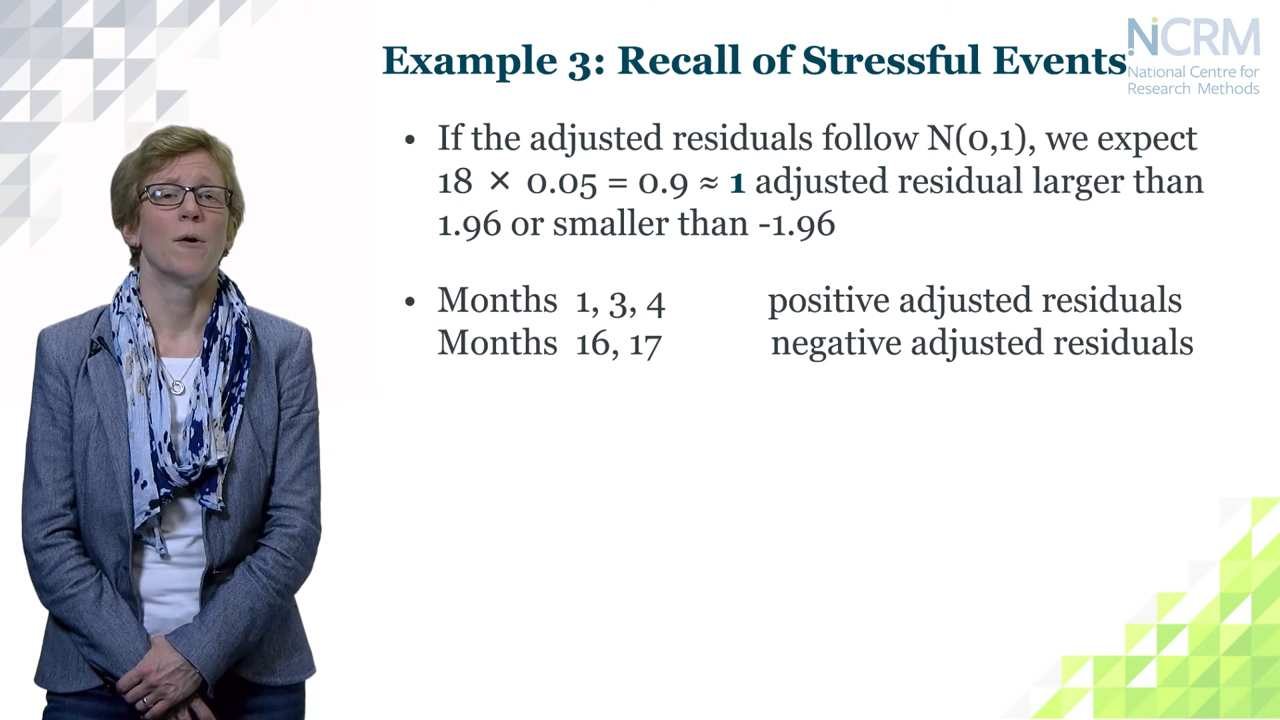 Example 3: Recall of Stressful Events
NCRM
National Centre for
Research Methods
• If the adjusted residuals follow N(0,1), we expect
18 × 0.05 = 0.9 ≈ 1 adjusted residual larger than
1.96 or smaller than -1.96
• Months 1, 3, 4 positive adjusted residuals
Months 16, 17 negative adjusted residuals